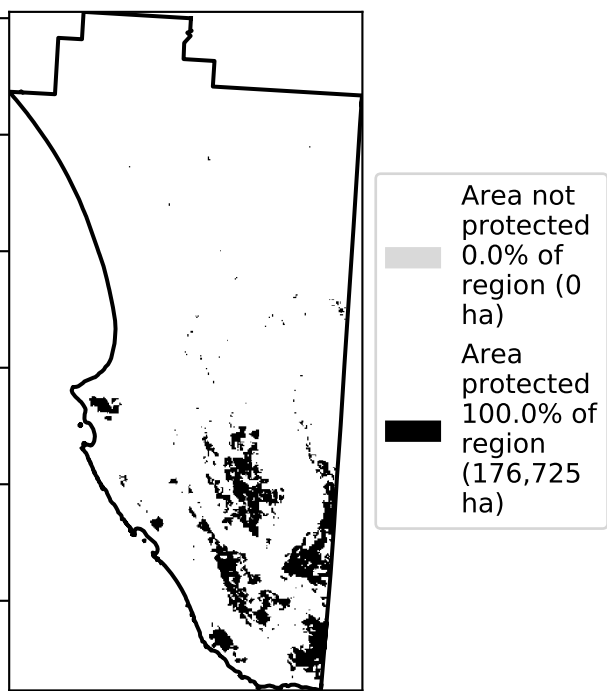 Area not
protected
0.0% of
region (0
ha)
Area
protected
100.0% of
region
(176,725
ha)